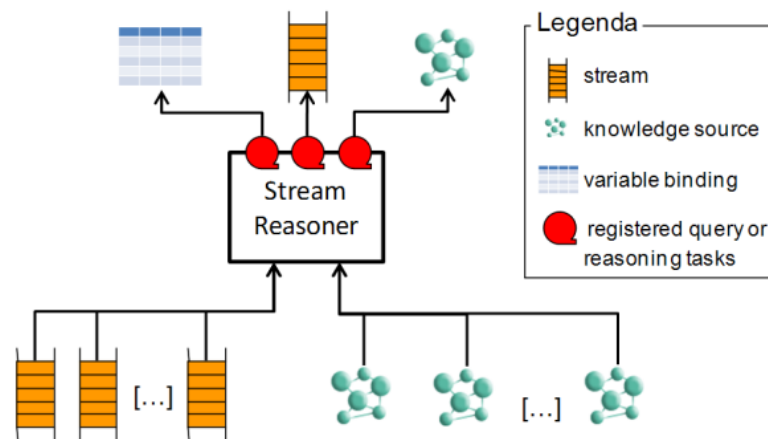 Legenda
stream
knowledge source
variable binding
registered query or
reasoning tasks
Stream
Reasoner
[...]
[...]